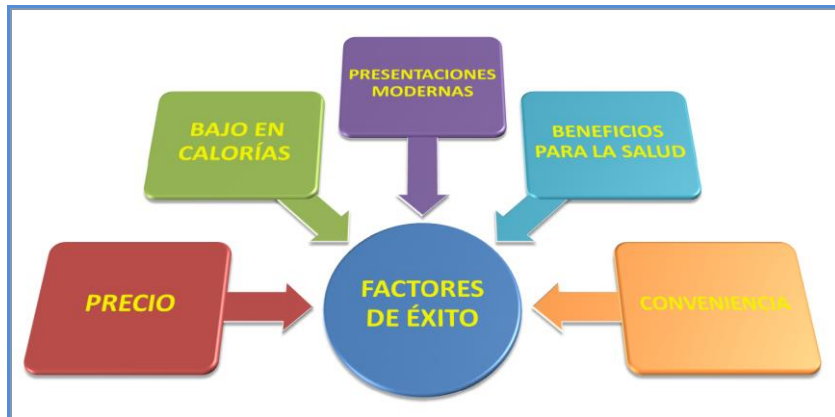 PRESENTACIONES
MODERNAS
BAJO EN
CALORÍAS
BENEFICIOS
PARA LA SALUD
PRECIO
FACTORES
DE ÉXITO
CONVENIENCIA